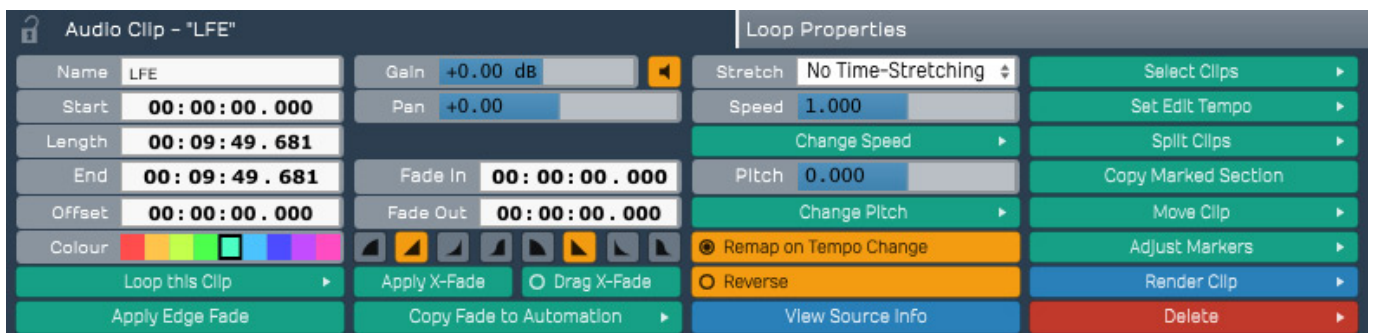 Audio Clip - "LFE"
Loop Properties
Name LFE
Gain +0.00 dB
Stretch No Time-Stretching
Select Clips
Start 00:00:00.000
Pan +0.00
Speed 1.000
Set Edit Tempo
Length 00:09:49.681
Change Speed
Split Clips
End 00:09:49.681
Fade In 00:00:00.000
Pitch 0.000
Copy Marked Section
Offset 00:00:00.000
Fade Out 00:00:00.000
Change Pitch
Move Clip
Colour
Remap on Tempo Change
Adjust Markers
Loop this Clip
Apply X-Fade
Drag X-Fade
Reverse
Render Clip
Apply Edge Fade
Copy Fade to Automation
View Source Info
Delete